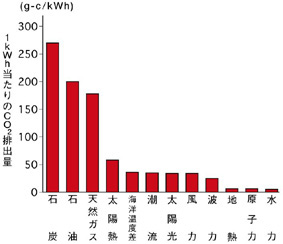 (g-c/kWh)
1kWh当たりのCO2排出量
300
250
200
150
100
50
0
石炭
石油
天然ガス
太陽熱
海洋温度差
潮流
太陽光
風力
波力
地熱
原子力
水力